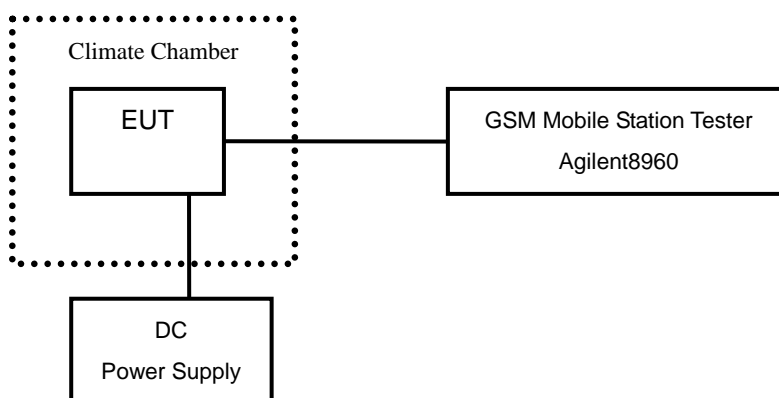 Climate Chamber
EUT
GSM Mobile Station Tester
Agilent8960
DC
Power Supply